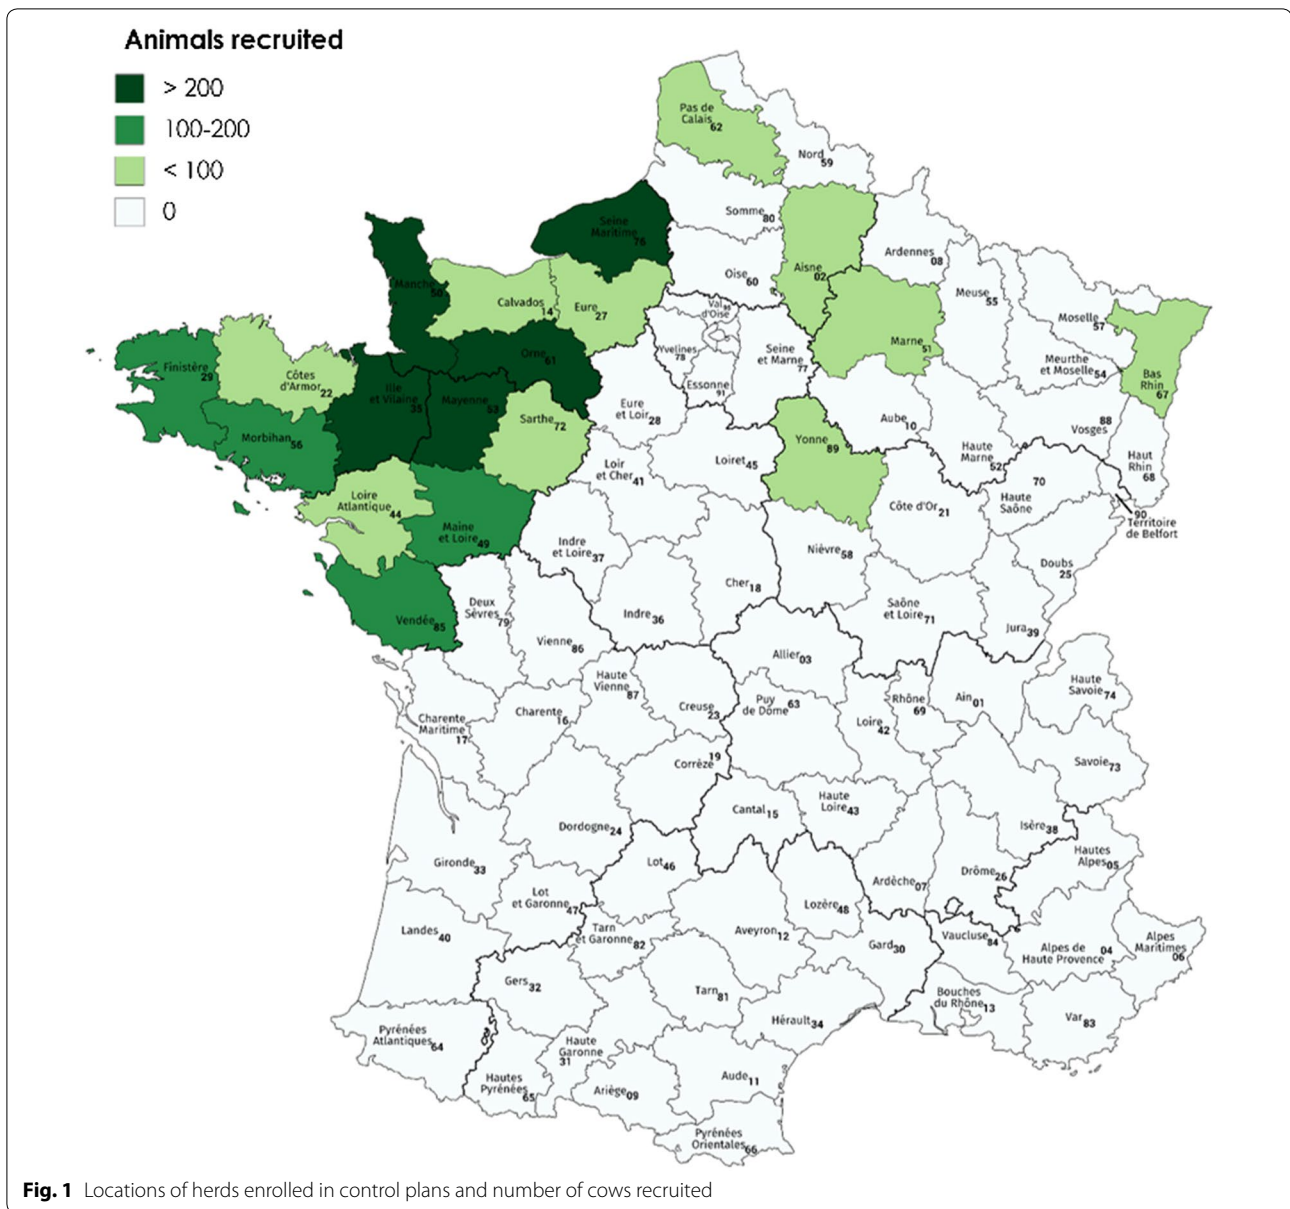 Animals recruited
> 200
100-200
< 100
0
Pas de
Calais 62
Nord 59
Somme 80
Seine
Maritime 76
Oise 60
Aisne 02
Ardennes 08
Manche 50
Calvados 14
Eure 27
Val 95
d'Oise
Yvelines 78
Essonne 91
Seine
et Marne 77
Marne 51
Meuse 55
Moselle 57
Meurthe
et Moselle 54
Bas
Rhin 67
Finistère 29
Côtes
d'Armor 22
Ille
et Vilaine 35
Mayenne 53
Orne 61
Sarthe 72
Eure
et Loir 28
Yonne 89
Aube 10
Haute
Marne 52
Vosges 88
Haut
Rhin 68
Morbihan 56
Loire
Atlantique 44
Maine
et Loire 49
Loir
et Cher 41
Loiret 45
Côte d'Or 21
70
Haute
Saône
90
Territoire
de Belfort
Vendée 85
Deux
Sèvres 79
Vienne 86
Indre
et Loire 37
Indre 36
Cher 18
Nièvre 58
Saône
et Loire 71
Doubs 25
Jura 39
Allier 03
Charente
Maritime 17
Charente 16
Haute
Vienne 87
Creuse 23
Puy
de Dôme 63
Loire 42
Rhône 69
Ain 01
Haute
Savoie 74
Corrèze 19
Savoie 73
Dordogne 24
Cantal 15
Haute
Loire 43
Isère 38
Gironde 33
Lot 46
Lot
et Garonne 47
Lozère 48
Ardèche 07
Drôme 26
Hautes
Alpes 05
Landes 40
Tarn
et Garonne 82
Aveyron 12
Gard 30
Vaucluse 84
Alpes de
Haute Provence 04
Alpes
Maritimes 06
Gers 32
Tarn 81
Hérault 34
Bouches
du Rhône 13
Var 83
Pyrénées
Atlantiques 64
Hautes
Pyrénées 65
Haute
Garonne
31
Ariège 09
Aude 11
Pyrénées
Orientales 66
Fig. 1 Locations of herds enrolled in control plans and number of cows recruited